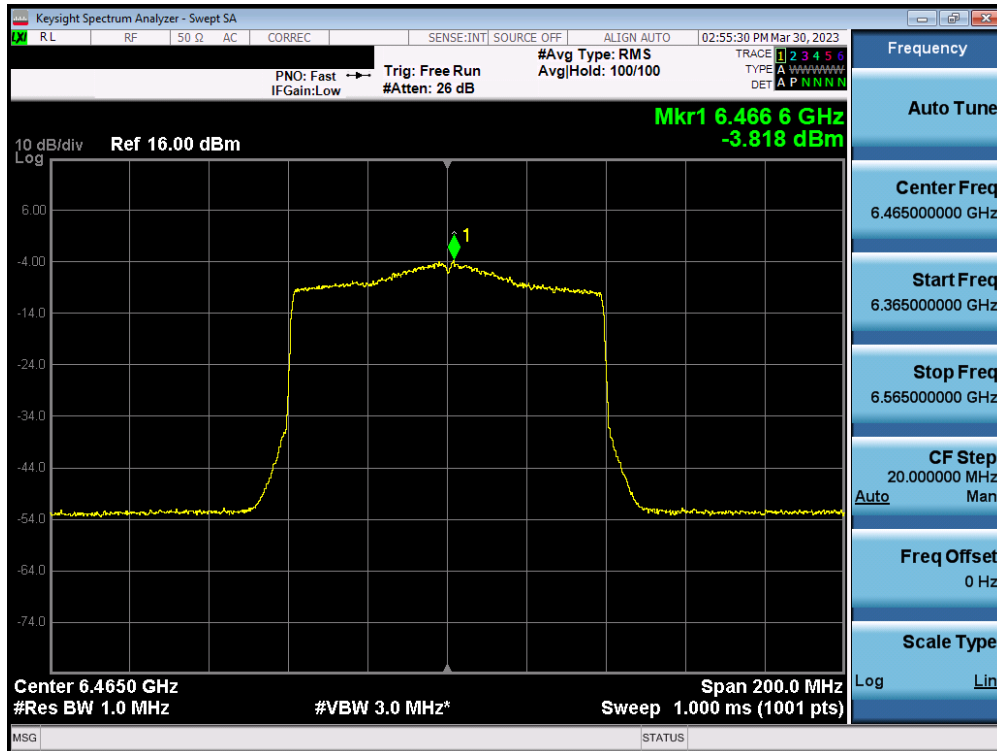 Keysight Spectrum Analyzer - Swept SA
LXI RL RF 50 Ω AC CORREC SENSE:INT SOURCE OFF ALIGN AUTO 02:55:30 PM Mar 30, 2023
PNO: Fast Trig: Free Run #Avg Type: RMS TRACE 1 2 3 4 5 6
IFGain:Low #Atten: 26 dB Avg|Hold: 100/100 TYPE A WWWWW
DET A P N N N N
Mkr1 6.466 6 GHz
-3.818 dBm
10 dB/div Ref 16.00 dBm
Log
6.00
-4.00
-14.0
-24.0
-34.0
-44.0
-54.0
-64.0
-74.0
1
Center 6.4650 GHz Span 200.0 MHz
#Res BW 1.0 MHz #VBW 3.0 MHz* Sweep 1.000 ms (1001 pts)
MSG STATUS
Frequency
Auto Tune
Center Freq
6.465000000 GHz
Start Freq
6.365000000 GHz
Stop Freq
6.565000000 GHz
CF Step
20.000000 MHz
Auto Man
Freq Offset
0 Hz
Scale Type
Log Lin